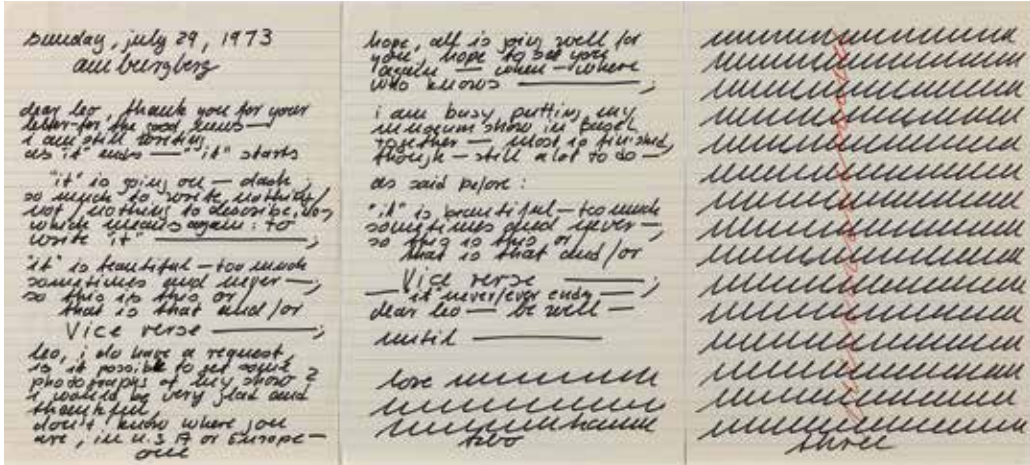 sunday, july 29, 1973
am burgberg
dear leo, thank you for your
letter-for the good news —
i am still writing
as "it" ends — "it" starts
"it" is going on — dash ;
so much to write, nothing/
not / nothing to describe,
which means again: to
write "it" ———;
"it" is beautiful — too much
sometimes and never —;
so this is this, or
that is that and/or
Vice verse ———;
leo, i do have a request,
is it possible to get some
photographs of my show ?
i would be very glad and
thankful,
don't know where you
are, in U.S.A or Europe —
one
hope, all is going well for
you, hope to see you
again — when — where
who knows ———;
i am busy putting my
museum show in basel
together — most is finished,
though — still a lot to do —
as said before :
"it" is beautiful — too much
sometimes and never —;
so this is this or
that is that and/or
Vice verse ———;
— "it" never/ever ends —
dear leo — be well —
until ———
love
two
three